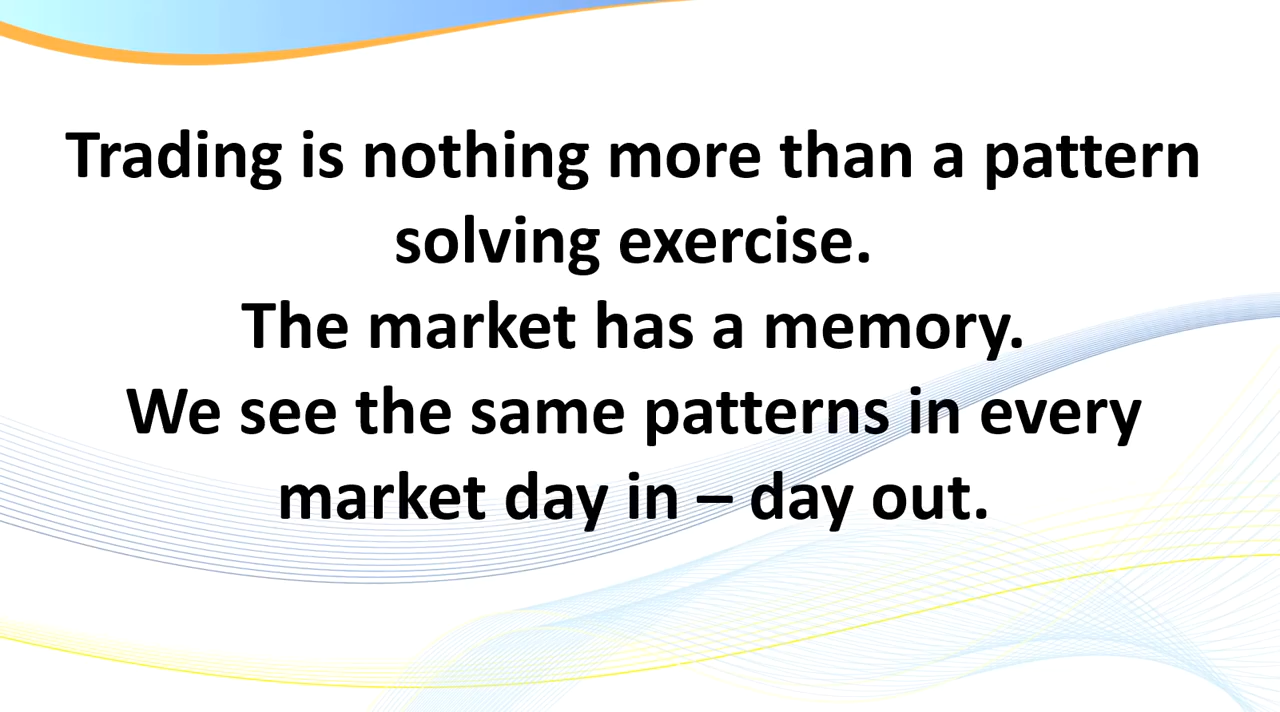 Trading is nothing more than a pattern
solving exercise.
The market has a memory.
We see the same patterns in every
market day in – day out.